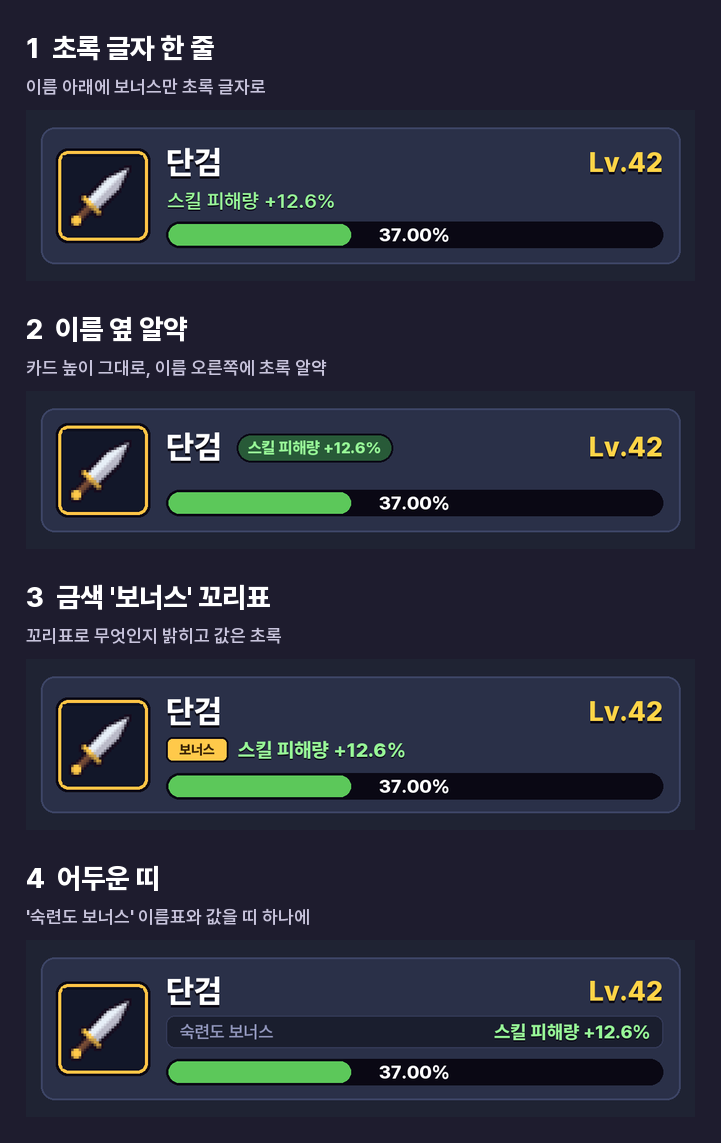 1 초록 글자 한 줄
이름 아래에 보너스만 초록 글자로
단검 Lv.42
스킬 피해량 +12.6%
37.00%
2 이름 옆 알약
카드 높이 그대로, 이름 오른쪽에 초록 알약
단검 스킬 피해량 +12.6% Lv.42
37.00%
3 금색 '보너스' 꼬리표
꼬리표로 무엇인지 밝히고 값은 초록
단검 Lv.42
보너스 스킬 피해량 +12.6%
37.00%
4 어두운 띠
'숙련도 보너스' 이름표와 값을 띠 하나에
단검 Lv.42
숙련도 보너스 스킬 피해량 +12.6%
37.00%